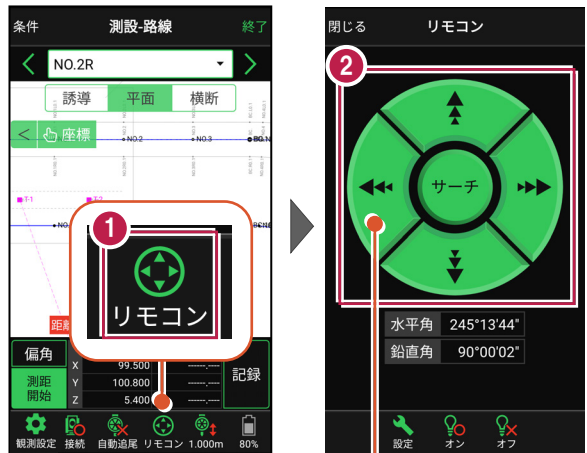 条件 測設-路線 終了
NO.2R
誘導 平面 横断
< 座標
NO.2 NO.3
T-1 T-2
1
リモコン
偏角
測距
開始
X 99.500
Y 100.800
Z 5.400
記録
観測設定 接続 自動追尾 リモコン 1.000m 80%
閉じる リモコン
2
サーチ
水平角 245°13'44"
鉛直角 90°00'02"
設定 オン オフ